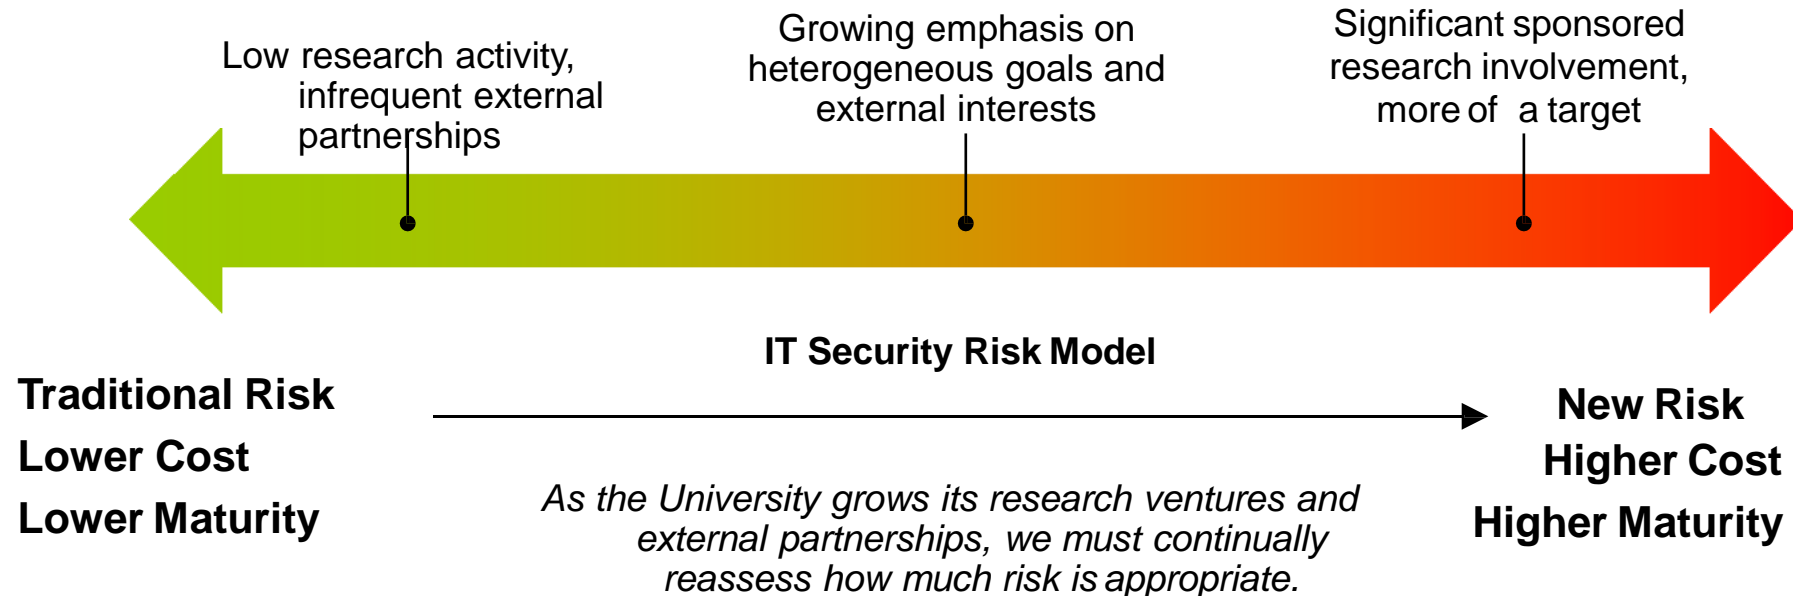 Low research activity,
infrequent external
partnerships
Growing emphasis on
heterogeneous goals and
external interests
Significant sponsored
research involvement,
more of a target
IT Security Risk Model
Traditional Risk
Lower Cost
Lower Maturity
New Risk
Higher Cost
Higher Maturity
As the University grows its research ventures and
external partnerships, we must continually
reassess how much risk is appropriate.